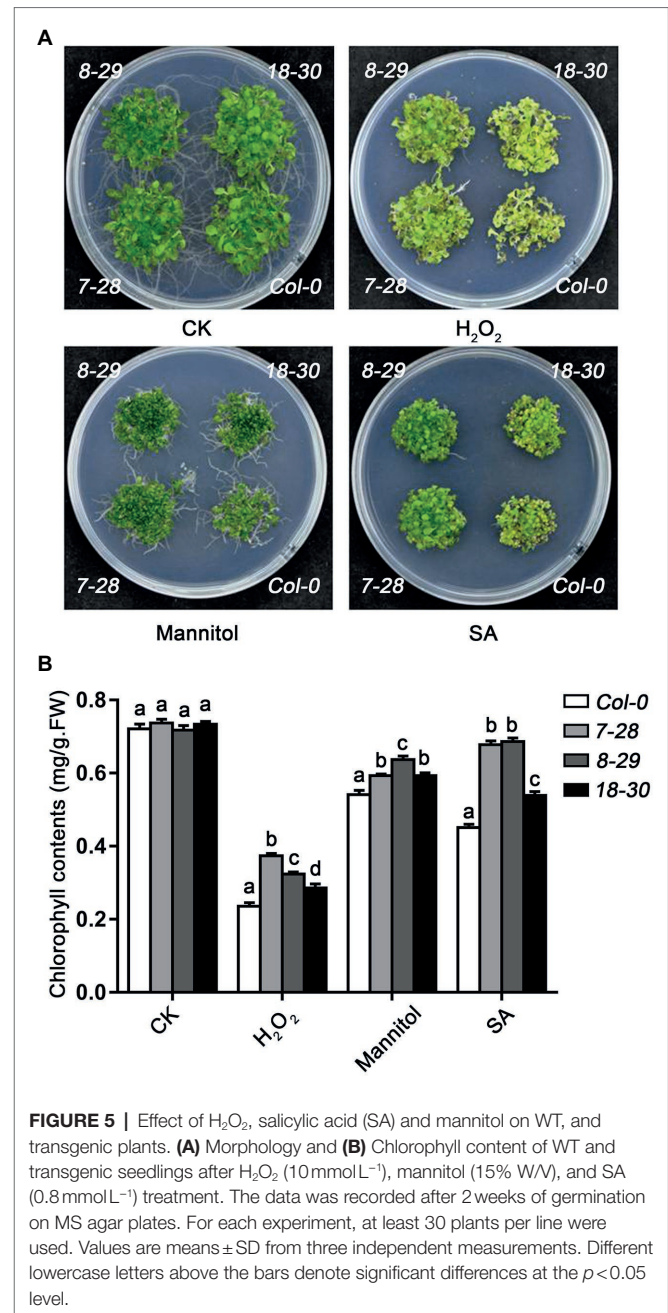 A
8-29 18-30
7-28 Col-0
CK
8-29 18-30
7-28 Col-0
H₂O₂
8-29 18-30
7-28 Col-0
Mannitol
8-29 18-30
7-28 Col-0
SA
B
Chlorophyll contents (mg/g.FW)
0.8
0.6
0.4
0.2
0.0
a a a a
a b c d
a b c b
a b b c
CK
H₂O₂
Mannitol
SA
Col-0
7-28
8-29
18-30
FIGURE 5 | Effect of H₂O₂, salicylic acid (SA) and mannitol on WT, and
transgenic plants. (A) Morphology and (B) Chlorophyll content of WT and
transgenic seedlings after H₂O₂ (10 mmol L⁻¹), mannitol (15% W/V), and SA
(0.8 mmol L⁻¹) treatment. The data was recorded after 2 weeks of germination
on MS agar plates. For each experiment, at least 30 plants per line were
used. Values are means ± SD from three independent measurements. Different
lowercase letters above the bars denote significant differences at the p < 0.05
level.